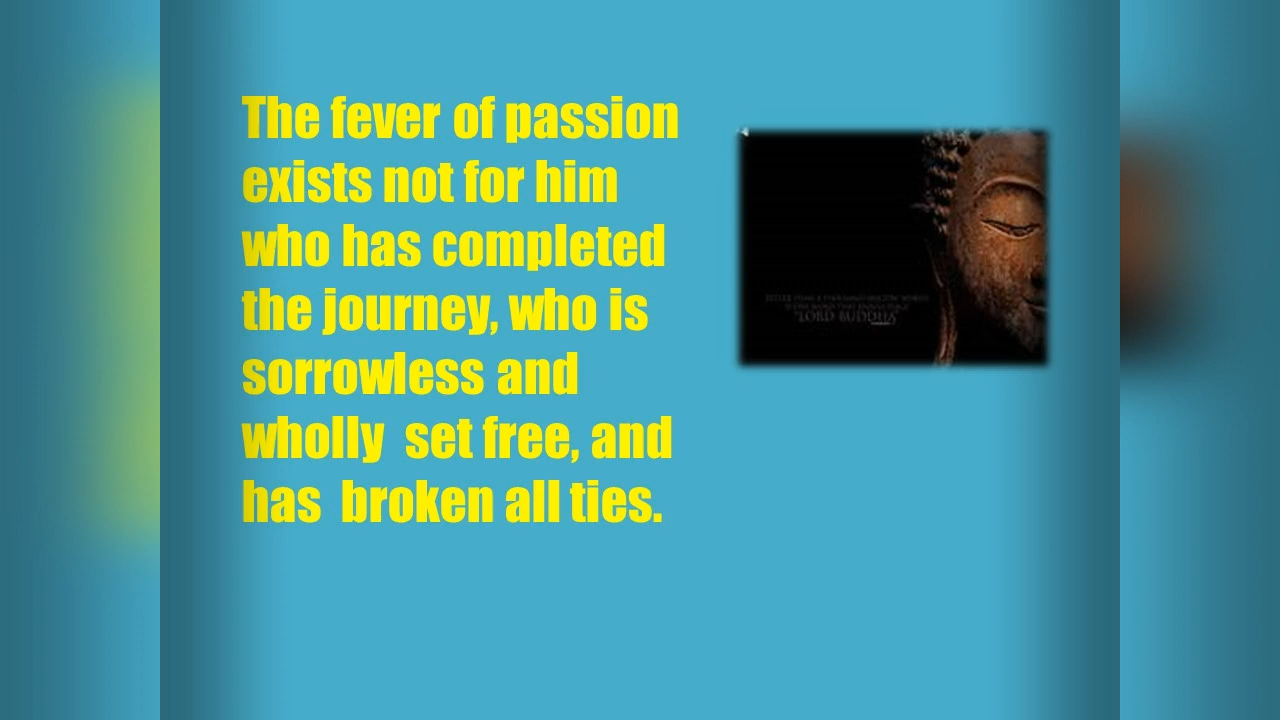 The fever of passion
exists not for him
who has completed
the journey, who is
sorrowless and
wholly  set free, and
has  broken all ties.
"LORD BUDDHA"